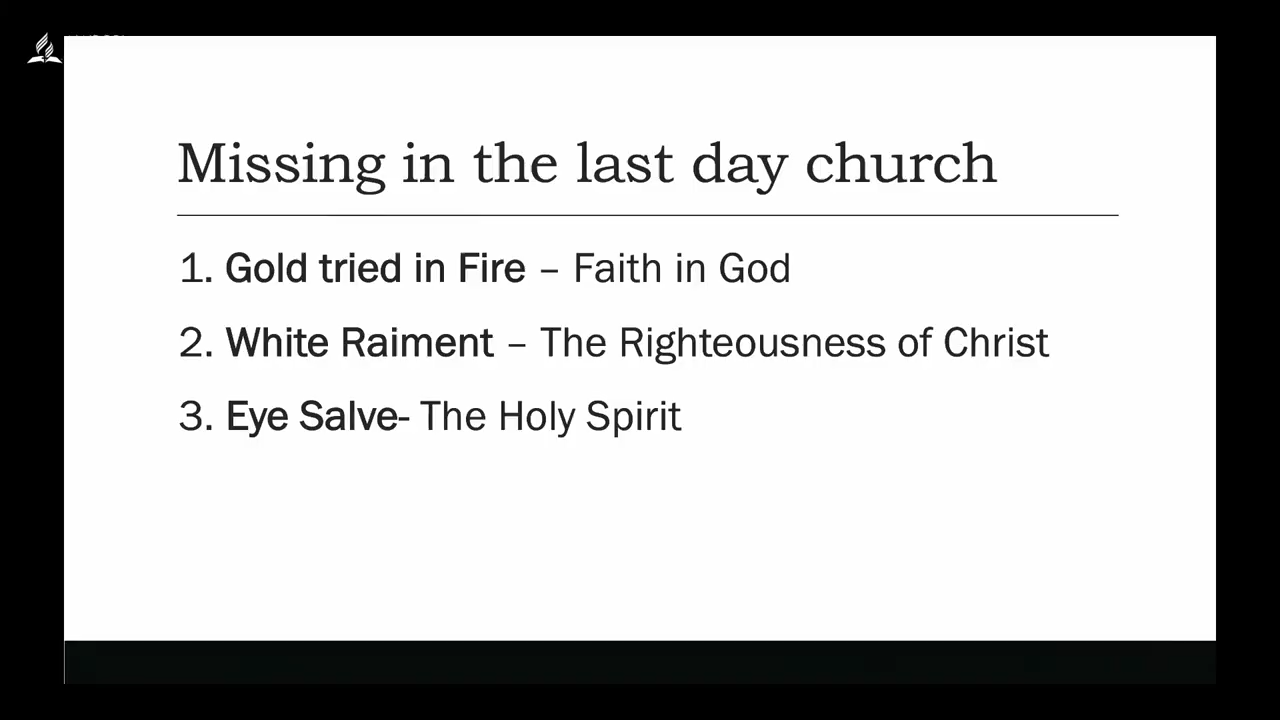 Missing in the last day church
1. Gold tried in Fire – Faith in God
2. White Raiment – The Righteousness of Christ
3. Eye Salve- The Holy Spirit